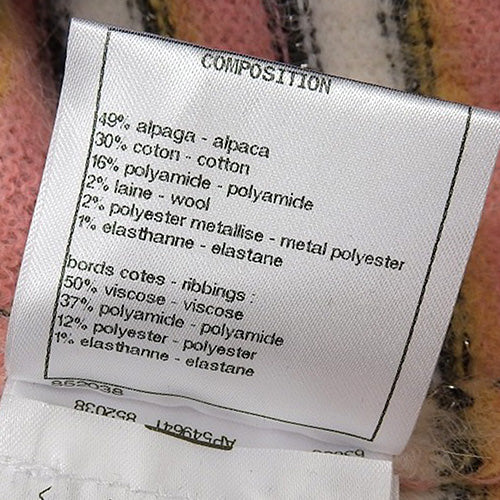 COMPOSITION
49% alpaga - alpaca
30% coton - cotton
16% polyamide - polyamide
2% laine - wool
2% polyester metallise - metal polyester
1% elasthanne - elastane
bords cotes - ribbings :
50% viscose - viscose
37% polyamide - polyamide
12% polyester - polyester
1% elasthanne - elastane
852038
852038